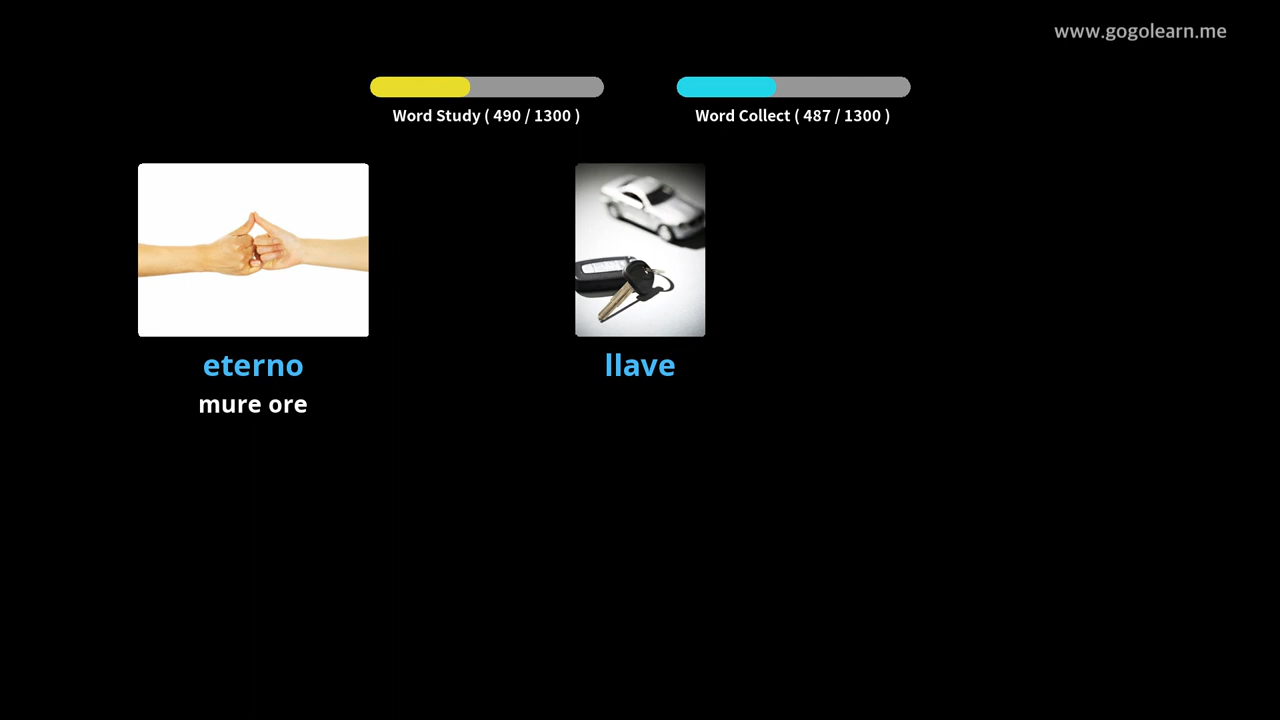 www.gogolearn.me
Word Study ( 490 / 1300 )
Word Collect ( 487 / 1300 )
eterno
llave
mure ore